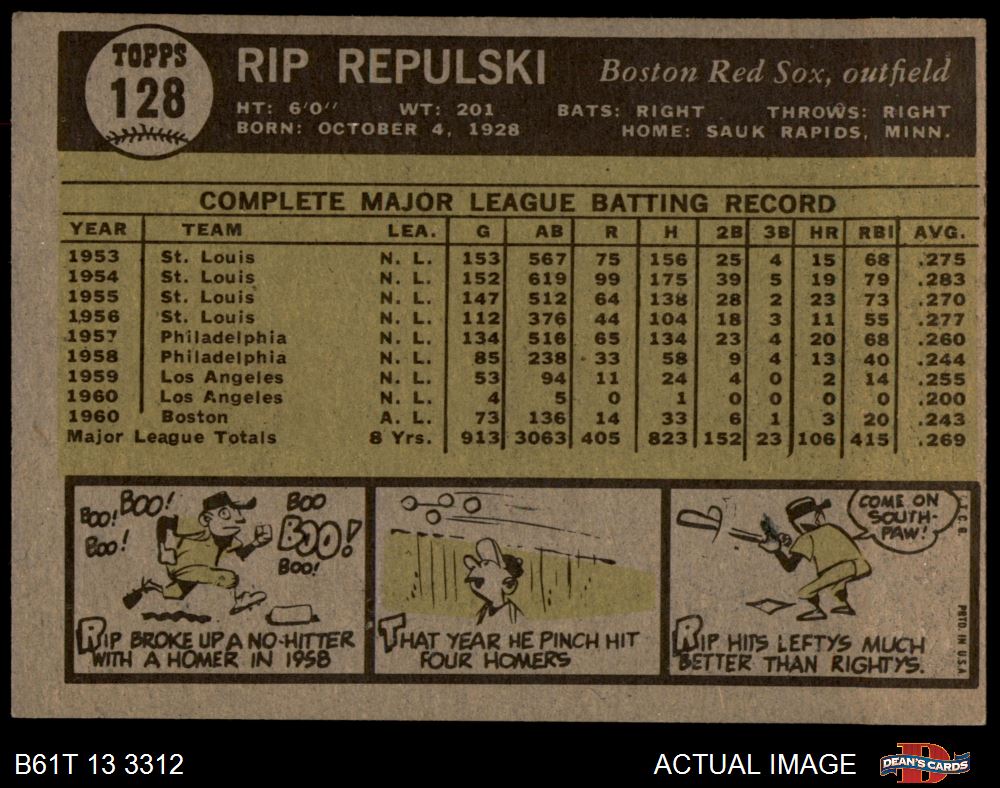 TOPPS
128
RIP REPULSKI Boston Red Sox, outfield
HT: 6'0" WT: 201 BATS: RIGHT THROWS: RIGHT
BORN: OCTOBER 4, 1928 HOME: SAUK RAPIDS, MINN.
COMPLETE MAJOR LEAGUE BATTING RECORD
YEAR TEAM LEA. G AB R H 2B 3B HR RBI AVG.
1953 St. Louis N. L. 153 567 75 156 25 4 15 68 .275
1954 St. Louis N. L. 152 619 99 175 39 5 19 79 .283
1955 St. Louis N. L. 147 512 64 138 28 2 23 73 .270
1956 St. Louis N. L. 112 376 44 104 18 3 11 55 .277
1957 Philadelphia N. L. 134 516 65 134 23 4 20 68 .260
1958 Philadelphia N. L. 85 238 33 58 9 4 13 40 .244
1959 Los Angeles N. L. 53 94 11 24 4 0 2 14 .255
1960 Los Angeles N. L. 4 5 0 1 0 0 0 0 .200
1960 Boston A. L. 73 136 14 33 6 1 3 20 .243
Major League Totals 8 Yrs. 913 3063 405 823 152 23 106 415 .269
BOO! BOO! BOO
BOO! BOO!
BOO!
RIP BROKE UP A NO-HITTER
WITH A HOMER IN 1958
THAT YEAR HE PINCH HIT
FOUR HOMERS
COME ON
SOUTH-
PAW!
RIP HITS LEFTYS MUCH
BETTER THAN RIGHTYS.
PRTD. IN U.S.A.
B61T 13 3312
ACTUAL IMAGE
DEAN'S CARDS